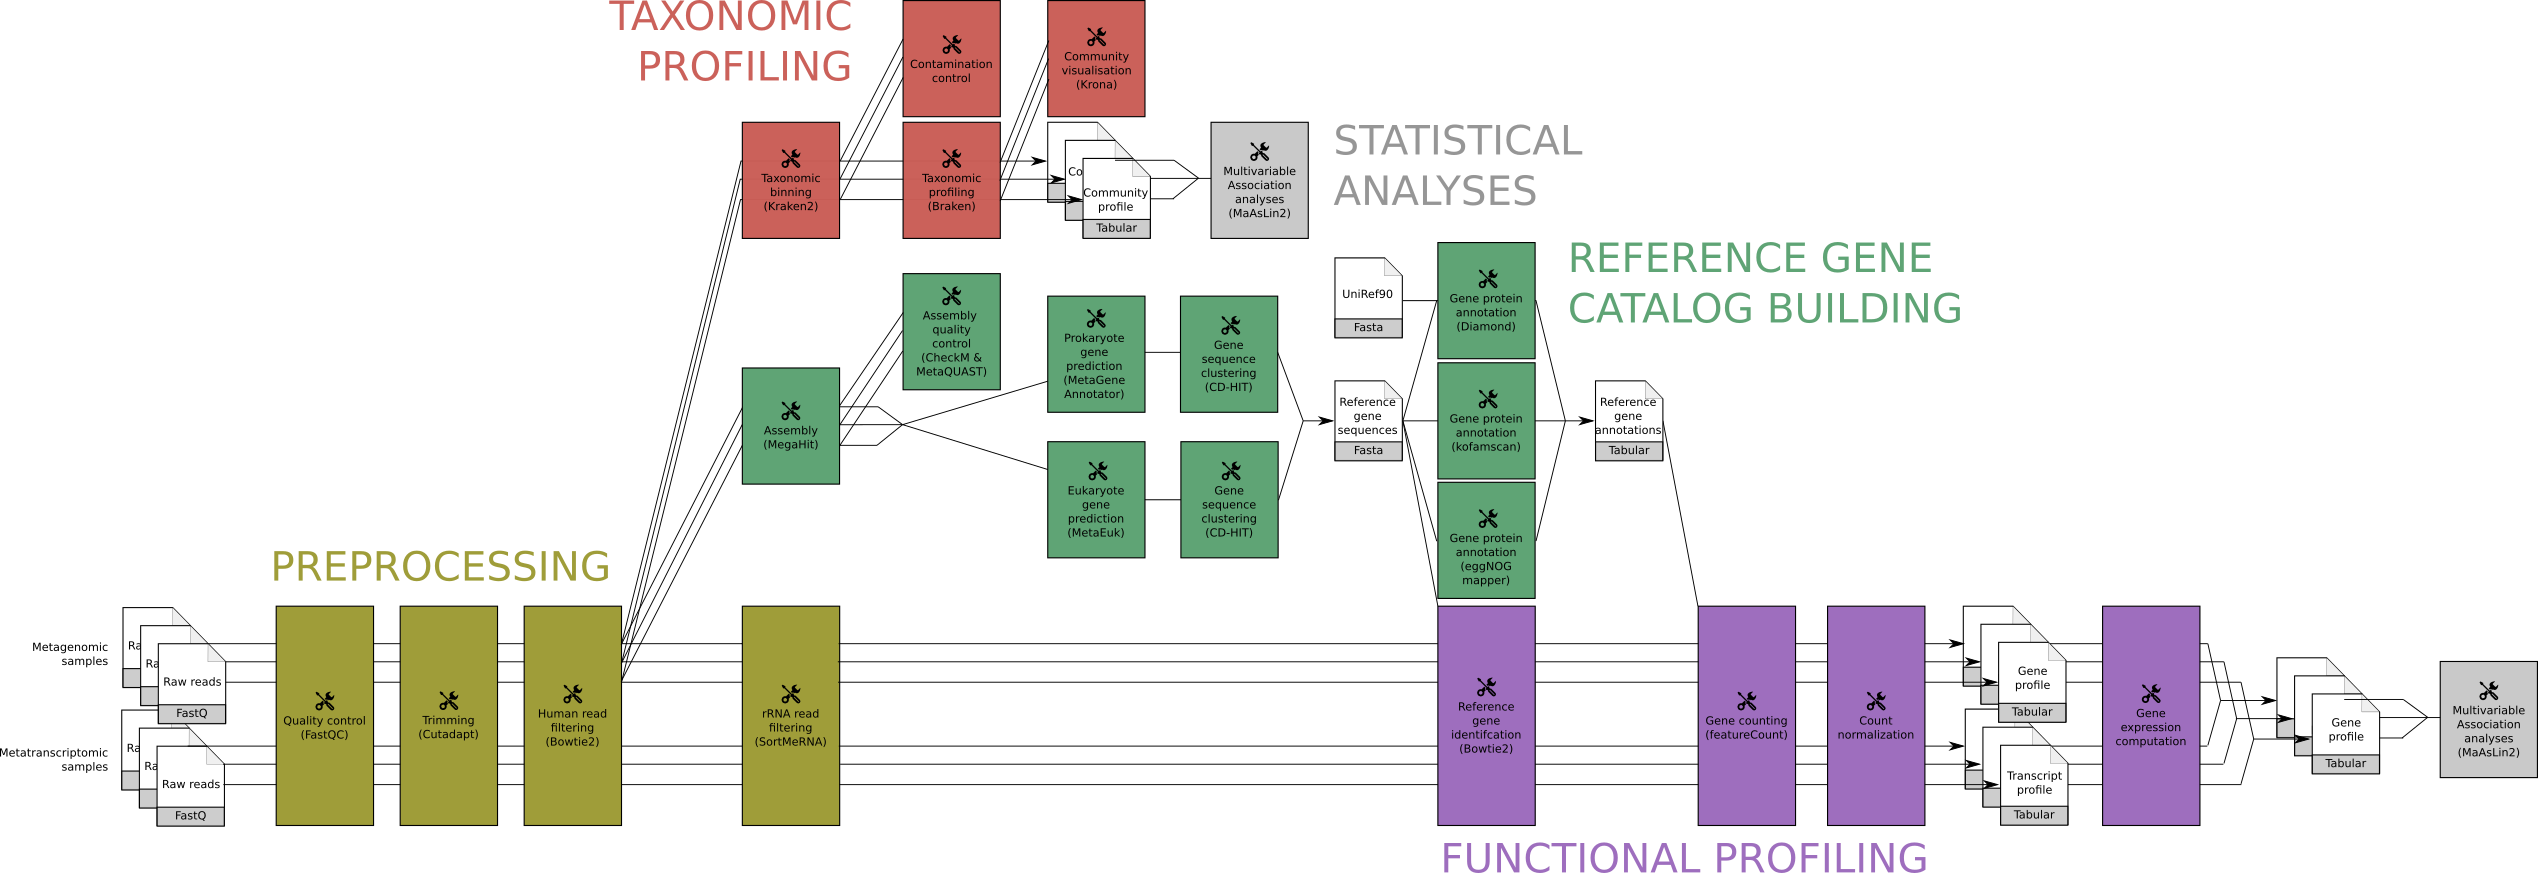 TAXONOMIC
PROFILING
Contamination
control
Community
visualisation
(Krona)
Taxonomic
binning
(Kraken2)
Taxonomic
profiling
(Braken)
Co
Community
profile
Tabular
Multivariable
Association
analyses
(MaAsLin2)
STATISTICAL
ANALYSES
REFERENCE GENE
CATALOG BUILDING
Assembly
(MegaHit)
Assembly
quality
control
(CheckM &
MetaQUAST)
Prokaryote
gene
prediction
(MetaGene
Annotator)
Gene
sequence
clustering
(CD-HIT)
Eukaryote
gene
prediction
(MetaEuk)
Gene
sequence
clustering
(CD-HIT)
UniRef90
Fasta
Reference
gene
sequences
Fasta
Gene protein
annotation
(Diamond)
Gene protein
annotation
(kofamscan)
Gene protein
annotation
(eggNOG
mapper)
Reference
gene
annotations
Tabular
PREPROCESSING
Metagenomic
samples
Ra
Ra
Raw reads
FastQ
Metatranscriptomic
samples
Ra
Ra
Raw reads
FastQ
Quality control
(FastQC)
Trimming
(Cutadapt)
Human read
filtering
(Bowtie2)
rRNA read
filtering
(SortMeRNA)
Reference
gene
identifcation
(Bowtie2)
Gene counting
(featureCount)
Count
normalization
Gene
profile
Tabular
Transcript
profile
Tabular
Gene
expression
computation
Gene
profile
Tabular
Multivariable
Association
analyses
(MaAsLin2)
FUNCTIONAL PROFILING